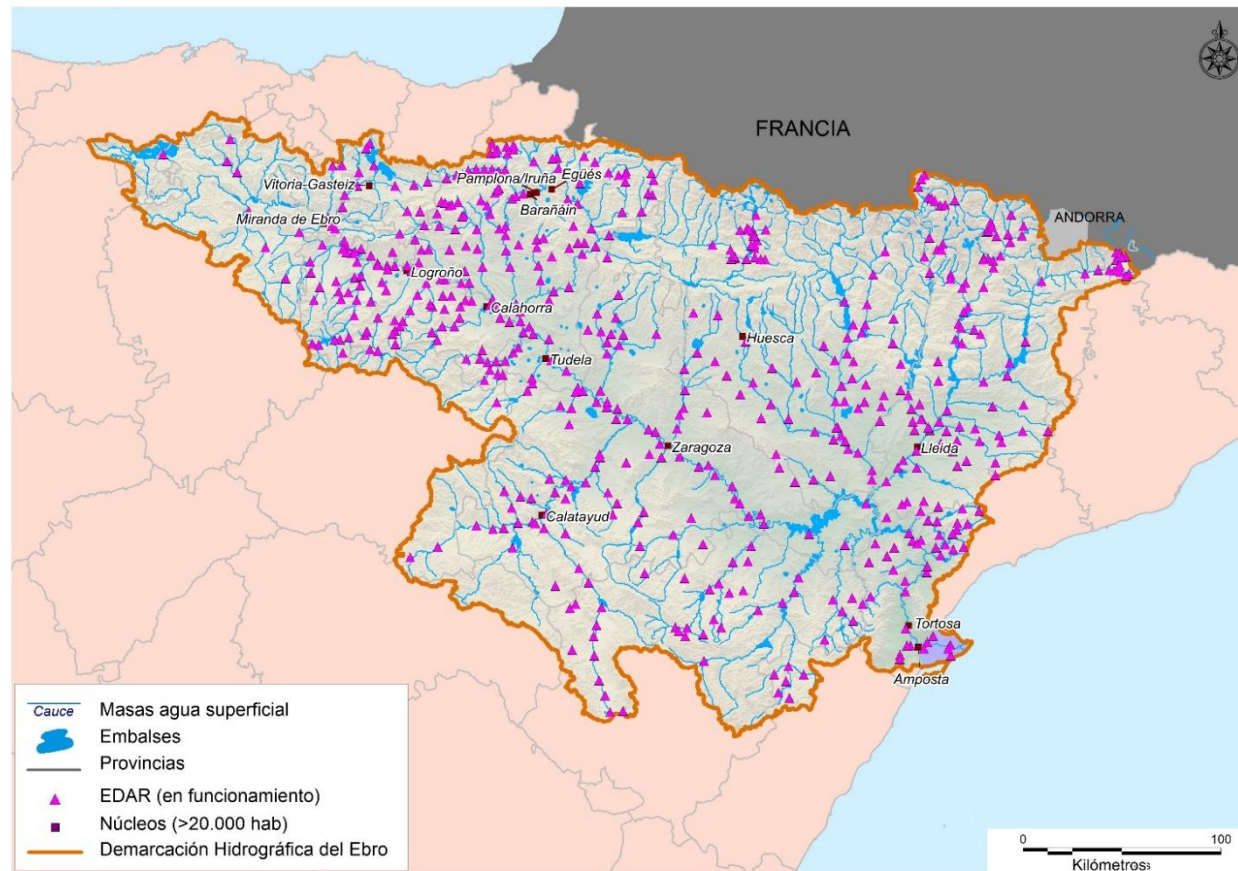 FRANCIA
ANDORRA
Vitoria-Gasteiz
Pamplona/Iruña
Egüés
Barañáin
Miranda de Ebro
Logroño
Calahorra
Tudela
Huesca
Zaragoza
Lleida
Calatayud
Tortosa
Amposta
Cauce Masas agua superficial
Embalses
Provincias
EDAR (en funcionamiento)
Núcleos (>20.000 hab)
Demarcación Hidrográfica del Ebro
0 100
Kilómetros